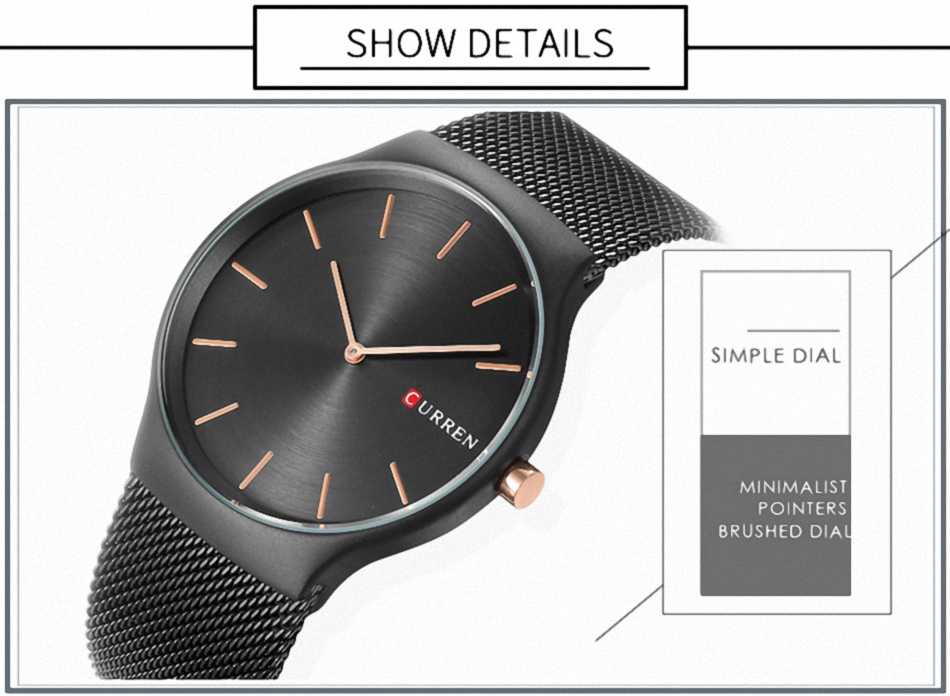 SHOW DETAILS
SIMPLE DIAL
CURREN
MINIMALIST
POINTERS
BRUSHED DIAL